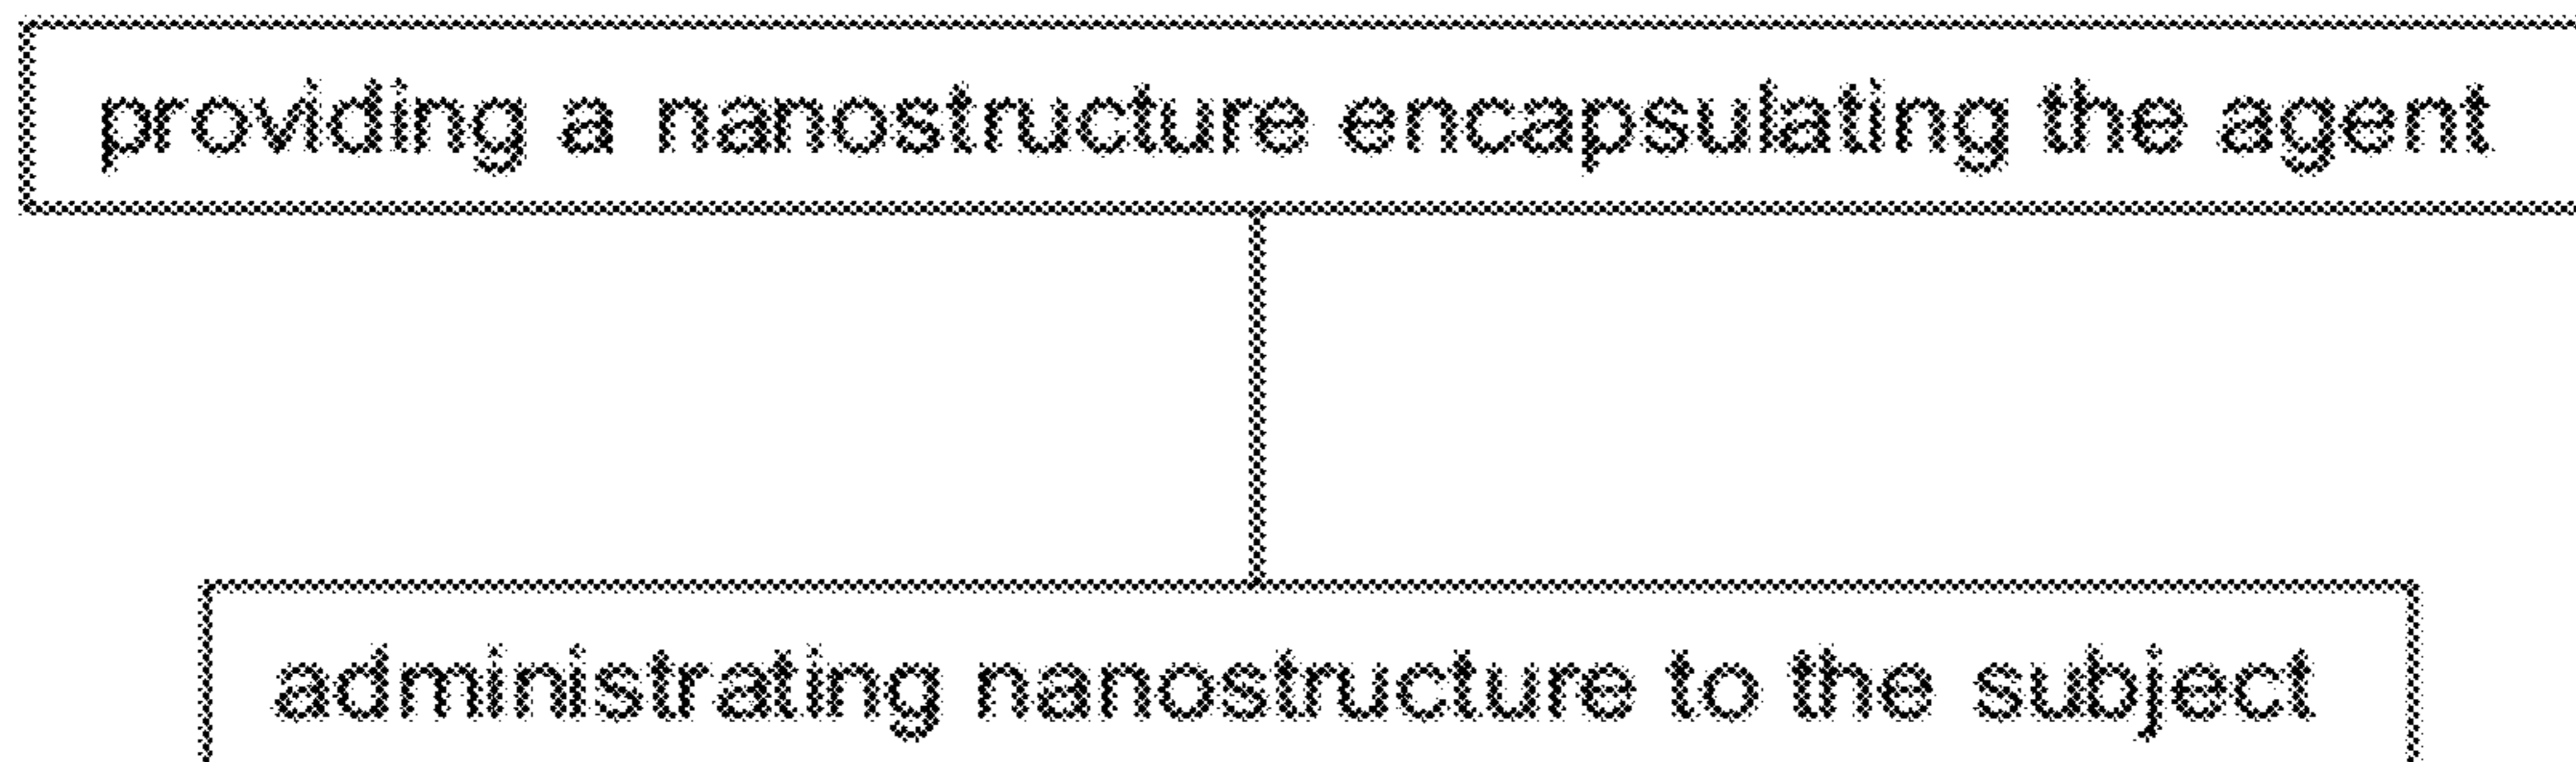 providing a nanostructure encapsulating the agent
administrating nanostructure to the subject